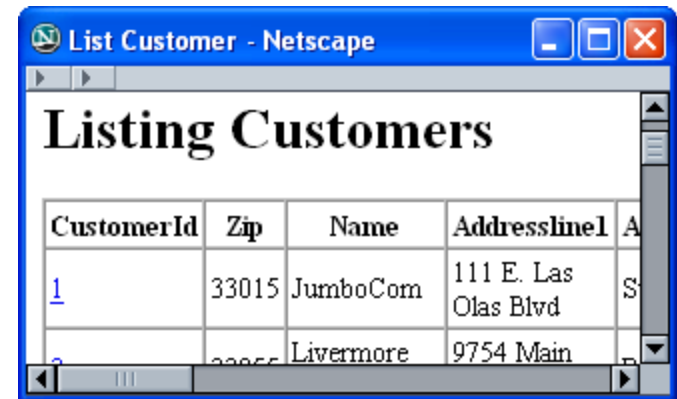 List Customer - Netscape
Listing Customers
CustomerId Zip Name Addressline1 A
1 33015 JumboCom 111 E. Las
Olas Blvd
Livermore 9754 Main